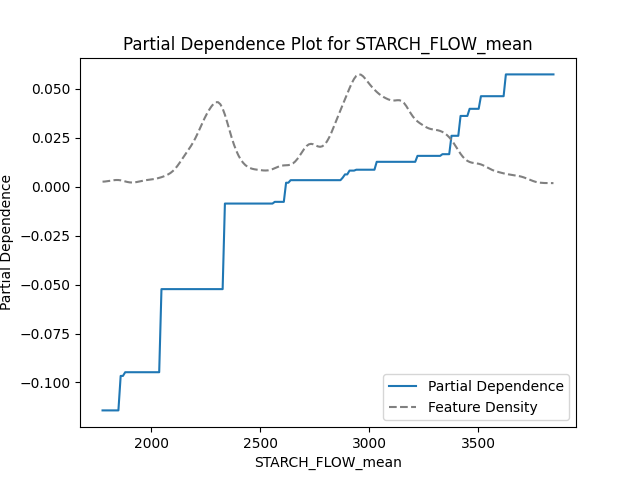 Partial Dependence Plot for STARCH_FLOW_mean
Partial Dependence
0.050
0.025
0.000
−0.025
−0.050
−0.075
−0.100
2000
2500
3000
3500
STARCH_FLOW_mean
Partial Dependence
Feature Density